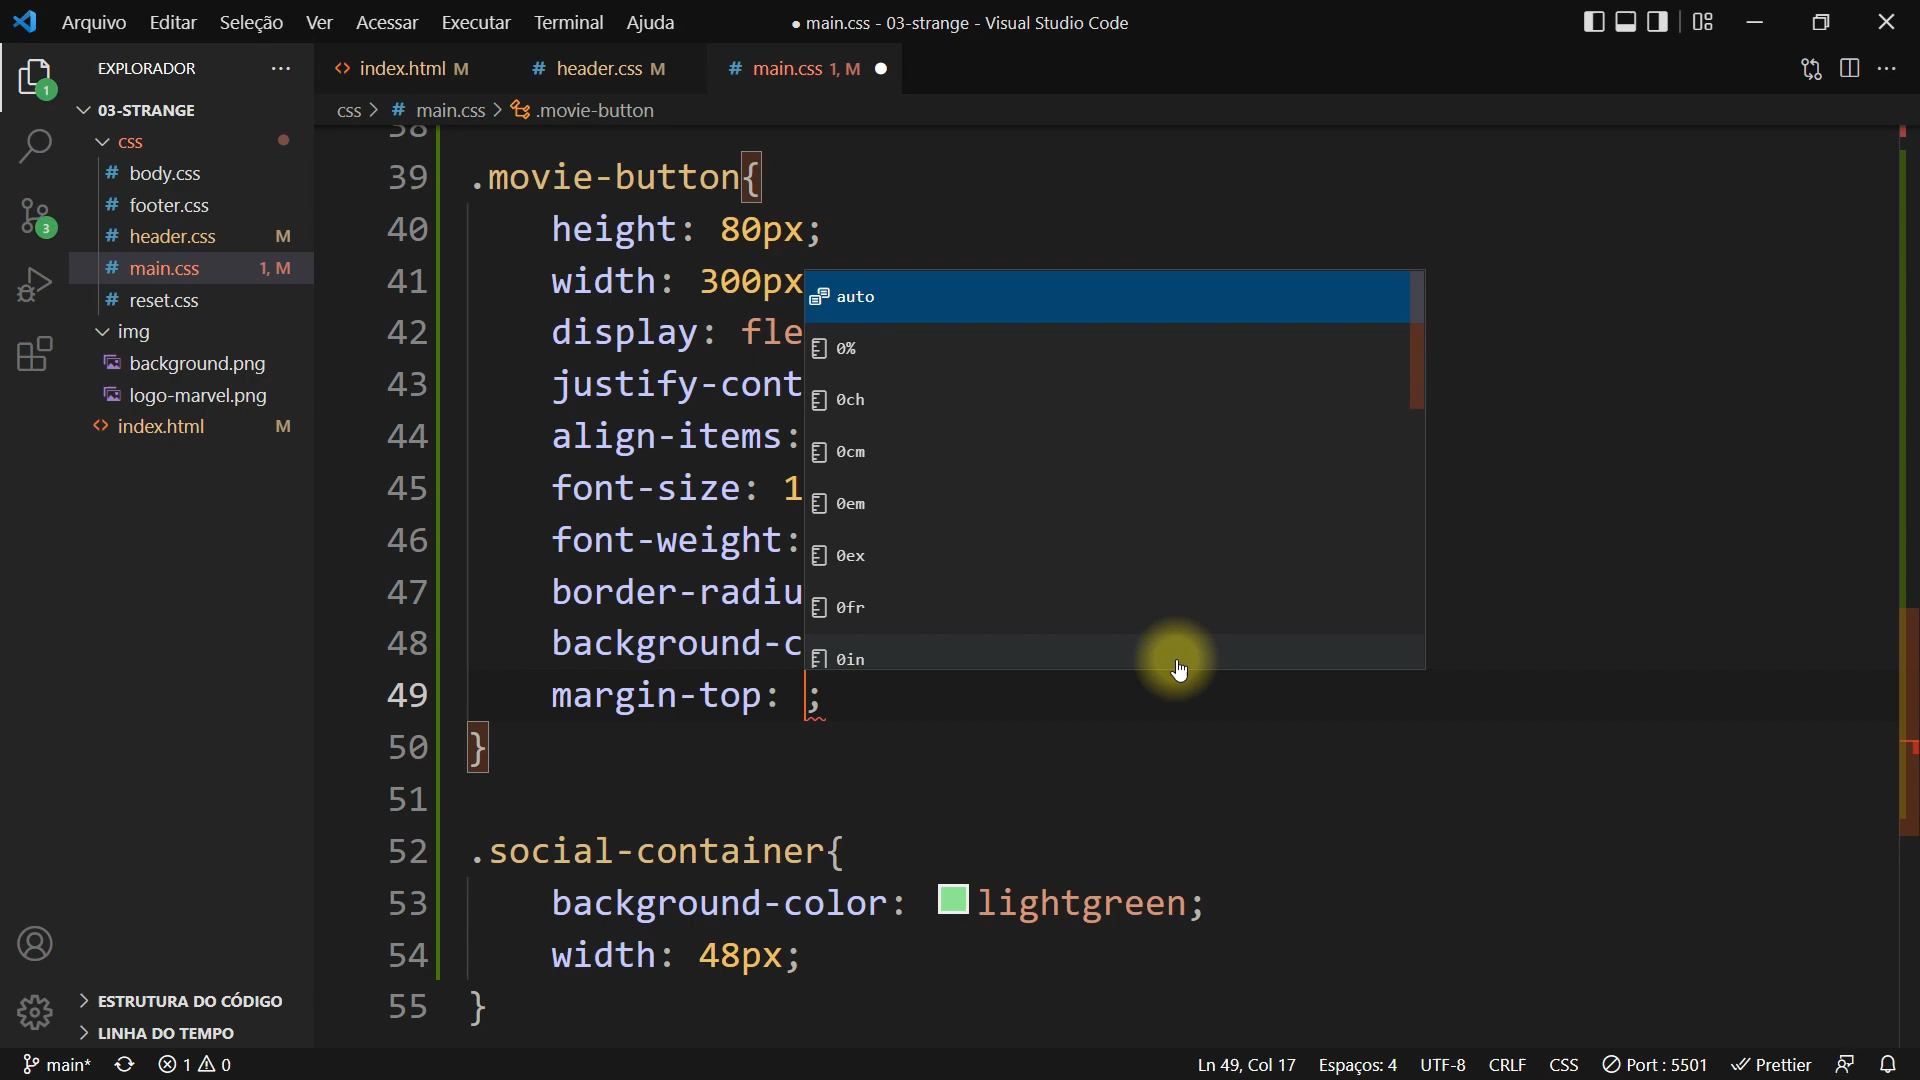 Arquivo Editar Seleção Ver Acessar Executar Terminal Ajuda
● main.css - 03-strange - Visual Studio Code
EXPLORADOR ...
<> index.html M # header.css M # main.css 1, M ●
03-STRANGE
css > # main.css > .movie-button
css
# body.css
# footer.css
# header.css M
# main.css 1, M
# reset.css
img
background.png
logo-marvel.png
<> index.html M
1
3
38
39 .movie-button{
40 height: 80px;
41 width: 300px
42 display: fle
43 justify-cont
44 align-items:
45 font-size: 1
46 font-weight:
47 border-radiu
48 background-c
49 margin-top: ;
50 }
51
52 .social-container{
53 background-color: lightgreen;
54 width: 48px;
55 }
auto
0%
0ch
0cm
0em
0ex
0fr
0in
ESTRUTURA DO CÓDIGO
LINHA DO TEMPO
main* 1 0 Ln 49, Col 17 Espaços: 4 UTF-8 CRLF CSS Port : 5501 Prettier